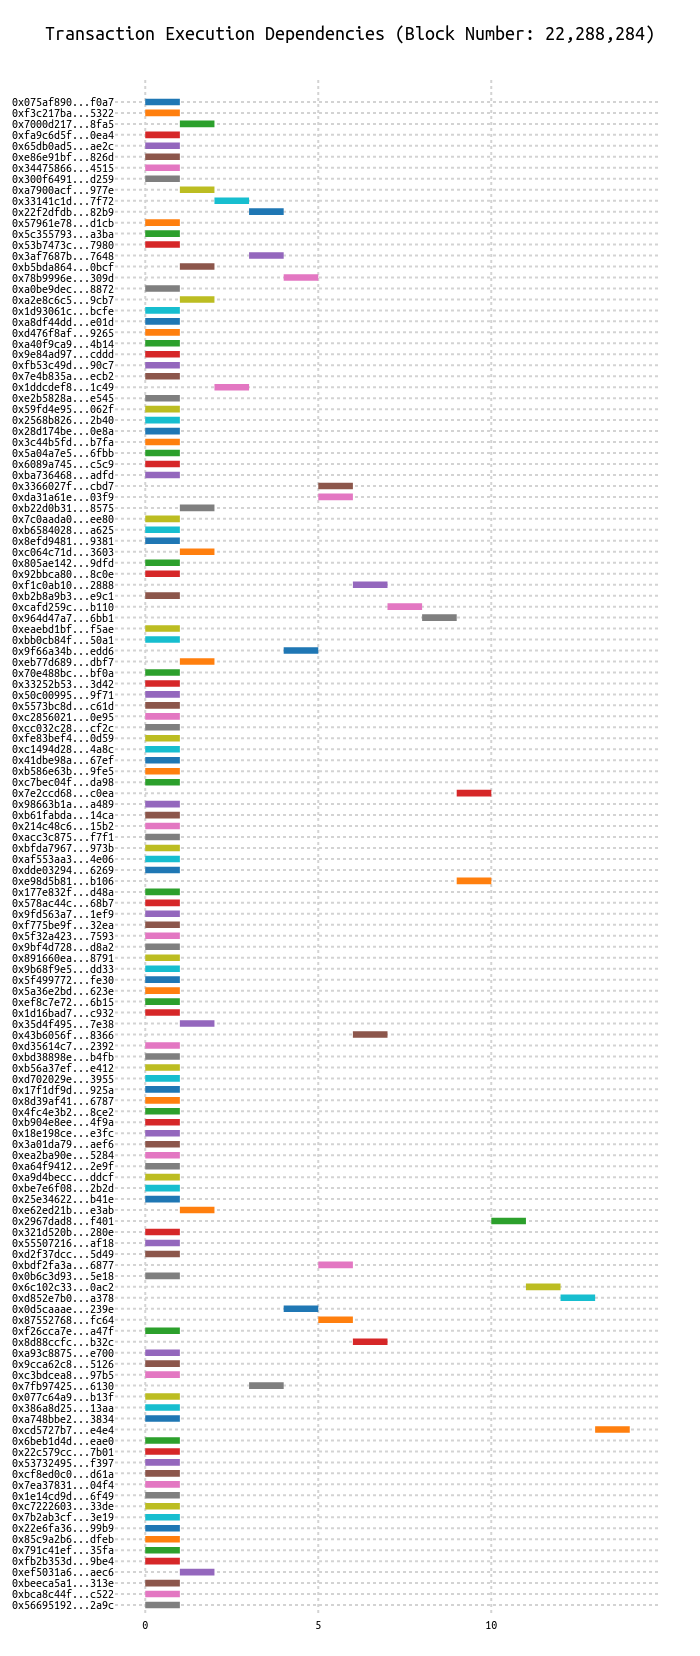 Transaction Execution Dependencies (Block Number: 22,288,284)
0x075af890...f0a7
0xf3c217ba...5322
0x7000d217...8fa5
0xfa9c6d5f...0ea4
0x65db0ad5...ae2c
0xe86e91bf...826d
0x34475866...4515
0x300f6491...d259
0xa7900acf...977e
0x33141c1d...7f72
0x22f2dfdb...82b9
0x57961e78...d1cb
0x5c355793...a3ba
0x53b7473c...7980
0x3af7687b...7648
0xb5bda864...0bcf
0x78b9996e...309d
0xa0be9dec...8872
0xa2e8c6c5...9cb7
0x1d93061c...bcfe
0xa8df44dd...e01d
0xd476f8af...9265
0xa40f9ca9...4b14
0x9e84ad97...cddd
0xfb53c49d...90c7
0x7e4b835a...ecb2
0x1ddcdef8...1c49
0xe2b5828a...e545
0x59fd4e95...062f
0x2568b826...2b40
0x28d174be...0e8a
0x3c44b5fd...b7fa
0x5a04a7e5...6fbb
0x6089a745...c5c9
0xba736468...adfd
0x3366027f...cbd7
0xda31a61e...03f9
0xb22d0b31...8575
0x7c0aada0...ee80
0xb6584028...a625
0x8efd9481...9381
0xc064c71d...3603
0x805ae142...9dfd
0x92bbca80...8c0e
0xf1c0ab10...2888
0xb2b8a9b3...e9c1
0xcafd259c...b110
0x964d47a7...6bb1
0xeaebd1bf...f5ae
0xbb0cb84f...50a1
0x9f66a34b...edd6
0xeb77d689...dbf7
0x70e488bc...bf0a
0x33252b53...3d42
0x50c00995...9f71
0x5573bc8d...c61d
0xc2856021...0e95
0xcc032c28...cf2c
0xfe83bef4...0d59
0xc1494d28...4a8c
0x41dbe98a...67ef
0xb586e63b...9fe5
0xc7bec04f...da98
0x7e2ccd68...c0ea
0x98663b1a...a489
0xb61fabda...14ca
0x214c48c6...15b2
0xacc3c875...f7f1
0xbfda7967...973b
0xaf553aa3...4e06
0xdde03294...6269
0xe98d5b81...b106
0x177e832f...d48a
0x578ac44c...68b7
0x9fd563a7...1ef9
0xf775be9f...32ea
0x5f32a423...7593
0x9bf4d728...d8a2
0x891660ea...8791
0x9b68f9e5...dd33
0x5f499772...fe30
0x5a36e2bd...623e
0xef8c7e72...6b15
0x1d16bad7...c932
0x35d4f495...7e38
0x43b6056f...8366
0xd35614c7...2392
0xbd38898e...b4fb
0xb56a37ef...e412
0xd702029e...3955
0x17f1df9d...925a
0x8d39af41...6787
0x4fc4e3b2...8ce2
0xb904e8ee...4f9a
0x18e198ce...e3fc
0x3a01da79...aef6
0xea2ba90e...5284
0xa64f9412...2e9f
0xa9d4becc...ddcf
0xbe7e6f08...2b2d
0x25e34622...b41e
0xe62ed21b...e3ab
0x2967dad8...f401
0x321d520b...280e
0x55507216...af18
0xd2f37dcc...5d49
0xbdf2fa3a...6877
0x0b6c3d93...5e18
0x6c102c33...0ac2
0xd852e7b0...a378
0x0d5caaae...239e
0x87552768...fc64
0xf26cca7e...a47f
0x8d88ccfc...b32c
0xa93c8875...e700
0x9cca62c8...5126
0xc3bdcea8...97b5
0x7fb97425...6130
0x077c64a9...b13f
0x386a8d25...13aa
0xa748bbe2...3834
0xcd5727b7...e4e4
0x6beb1d4d...eae0
0x22c579cc...7b01
0x53732495...f397
0xcf8ed0c0...d61a
0x7ea37831...04f4
0x1e14cd9d...6f49
0xc7222603...33de
0x7b2ab3cf...3e19
0x22e6fa36...99b9
0x85c9a2b6...dfeb
0x791c41ef...35fa
0xfb2b353d...9be4
0xef5031a6...aec6
0xbeeca5a1...313e
0xbca8c44f...c522
0x56695192...2a9c
0 5 10